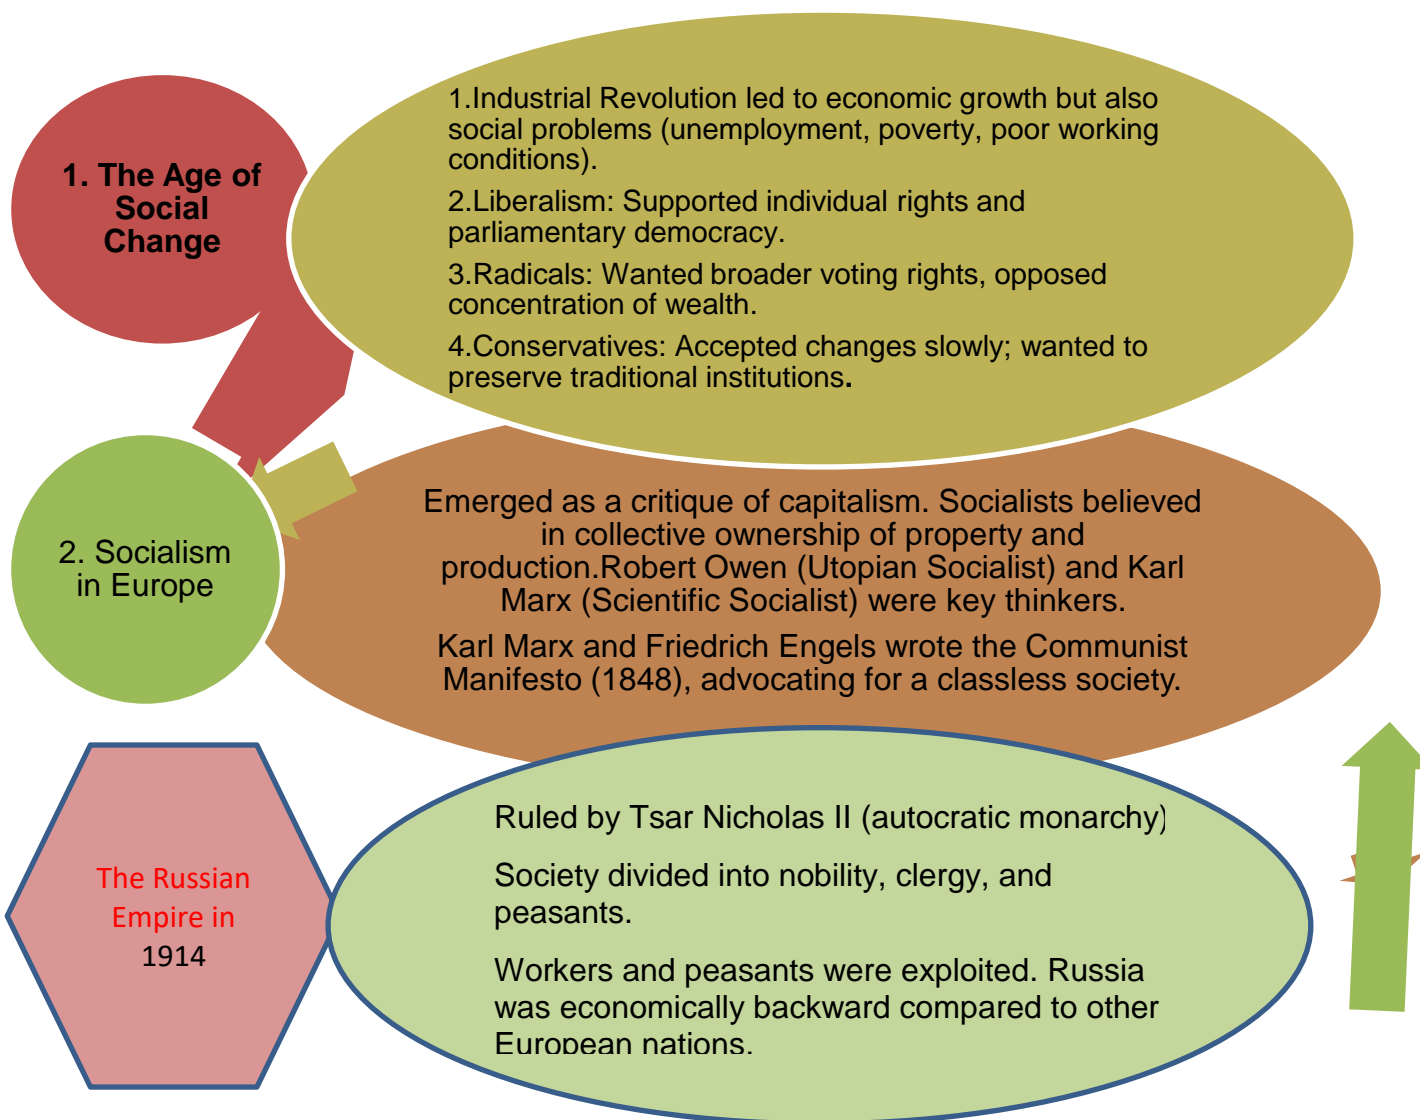 1. The Age of
Social
Change
1.Industrial Revolution led to economic growth but also
social problems (unemployment, poverty, poor working
conditions).
2.Liberalism: Supported individual rights and
parliamentary democracy.
3.Radicals: Wanted broader voting rights, opposed
concentration of wealth.
4.Conservatives: Accepted changes slowly; wanted to
preserve traditional institutions.
2. Socialism
in Europe
Emerged as a critique of capitalism. Socialists believed
in collective ownership of property and
production.Robert Owen (Utopian Socialist) and Karl
Marx (Scientific Socialist) were key thinkers.
Karl Marx and Friedrich Engels wrote the Communist
Manifesto (1848), advocating for a classless society.
The Russian
Empire in
1914
Ruled by Tsar Nicholas II (autocratic monarchy)
Society divided into nobility, clergy, and
peasants.
Workers and peasants were exploited. Russia
was economically backward compared to other
European nations.